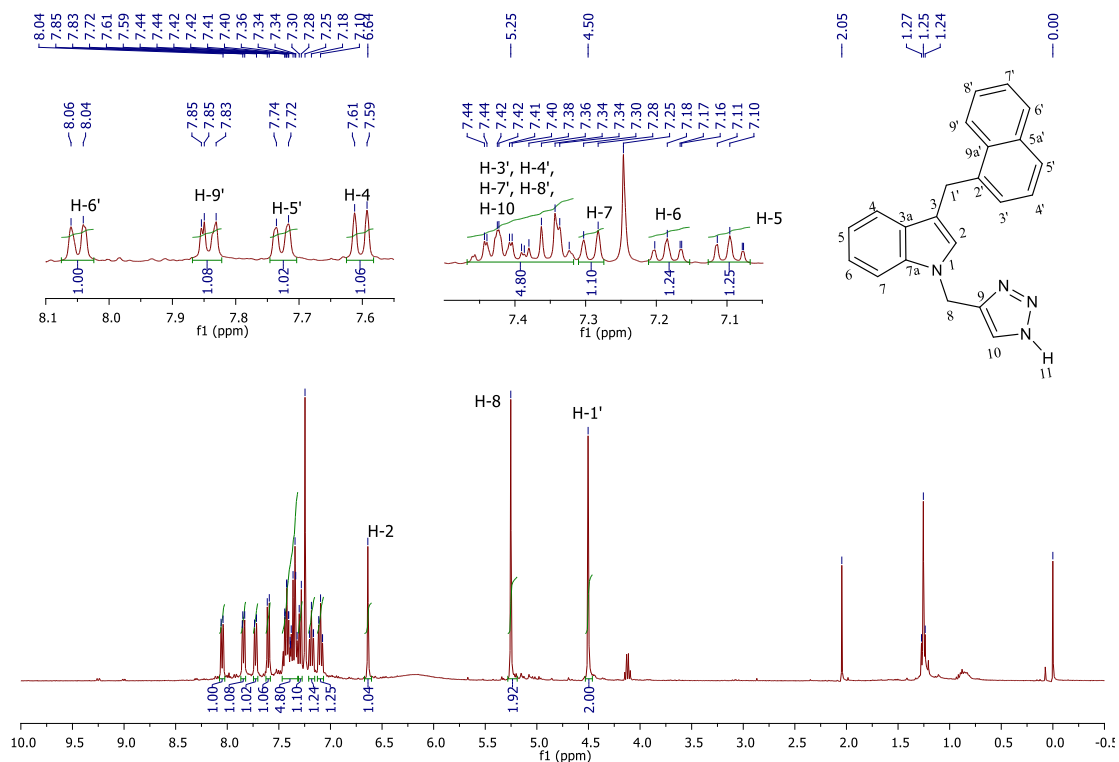 8.04 7.85 7.83 7.72 7.61 7.59 7.44 7.44 7.42 7.42 7.41 7.40 7.36 7.34 7.34 7.30 7.28 7.25 7.18 7.10 6.64 5.25 4.50 2.05 1.27 1.25 1.24 0.00
8.06 8.04 7.85 7.85 7.83 7.74 7.72 7.61 7.59
7.44 7.44 7.42 7.42 7.41 7.40 7.38 7.36 7.34 7.34 7.30 7.28 7.25 7.18 7.17 7.16 7.11 7.10
H-6' H-9' H-5' H-4
H-3', H-4',
H-7', H-8',
H-10
H-7 H-6 H-5
1.00 1.08 1.02 1.06
4.80 1.10 1.24 1.25
8.1 8.0 7.9 7.8 7.7 7.6
f1 (ppm)
7.4 7.3 7.2 7.1
f1 (ppm)
7'
8'
6'
9'
5a'
9a'
5'
1'
2'
4'
3'
4
3
3a
5
2
6
7a
1
N
7
8
9
N
N
N
10
H
11
H-8
H-1'
H-2
1.00 1.08 1.02 1.06 4.80 1.10 1.24 1.25 1.04 1.92 2.00
10.0 9.5 9.0 8.5 8.0 7.5 7.0 6.5 6.0 5.5 5.0 4.5 4.0 3.5 3.0 2.5 2.0 1.5 1.0 0.5 0.0 -0.5
f1 (ppm)